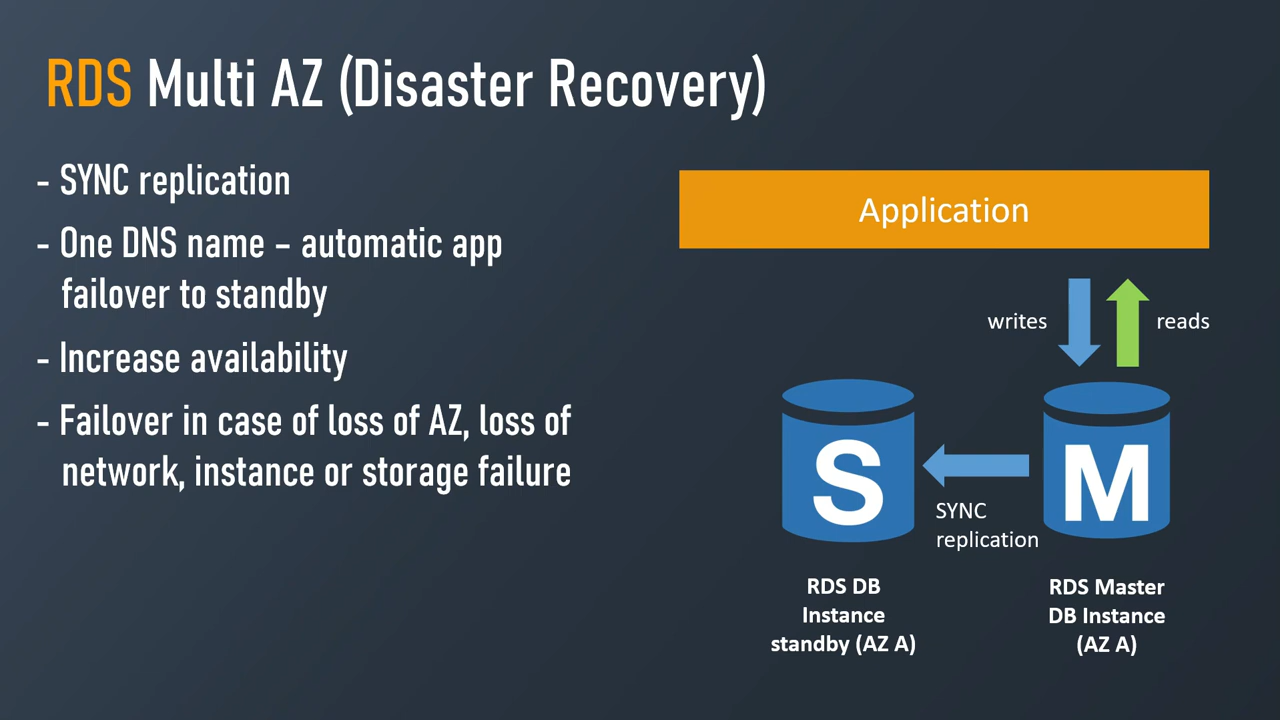 RDS Multi AZ (Disaster Recovery)
- SYNC replication
- One DNS name – automatic app
failover to standby
- Increase availability
- Failover in case of loss of AZ, loss of
network, instance or storage failure
Application
writes
reads
S
M
SYNC
replication
RDS DB
Instance
standby (AZ A)
RDS Master
DB Instance
(AZ A)